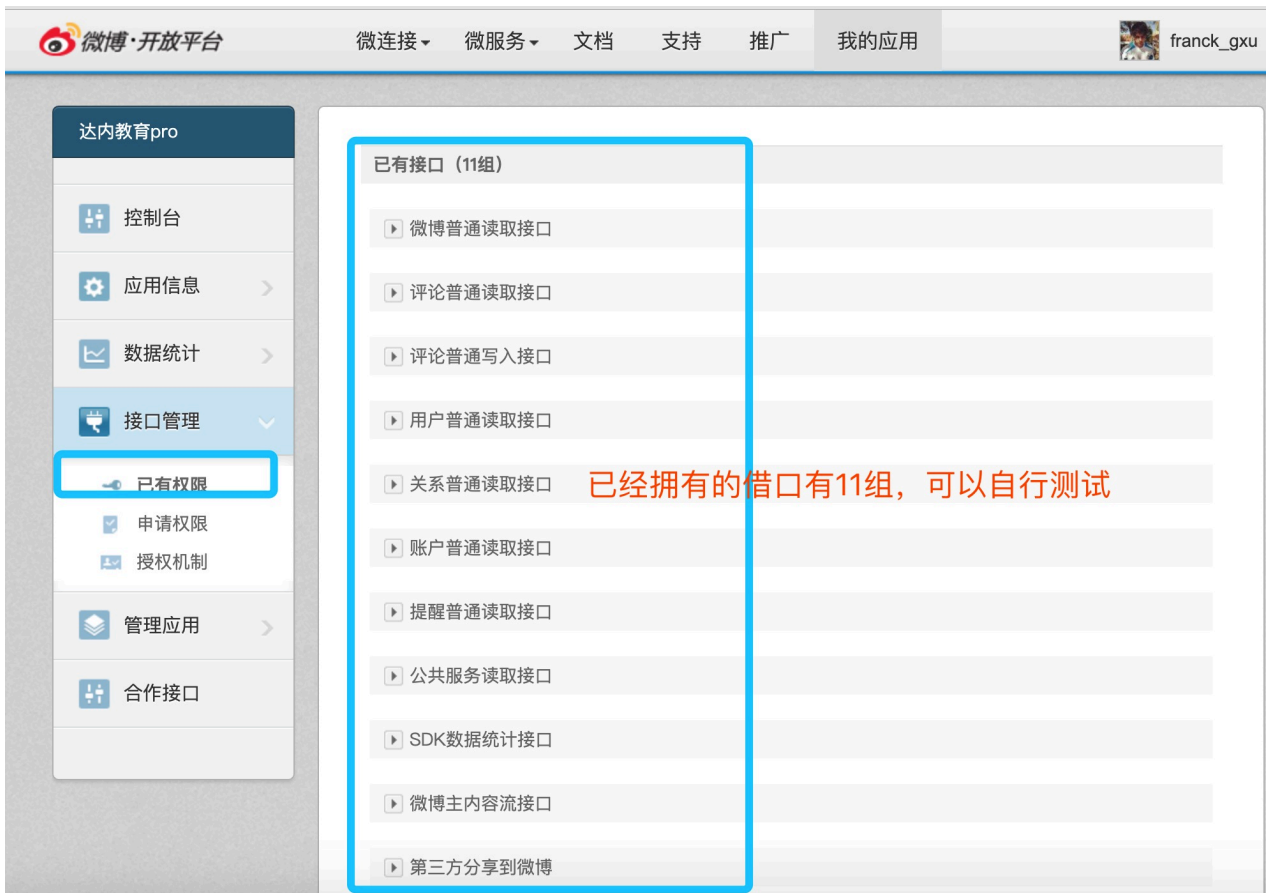 微博·开放平台 微连接 微服务 文档 支持 推广 我的应用 franck_gxu
达内教育pro
控制台
应用信息
数据统计
接口管理
已有权限
申请权限
授权机制
管理应用
合作接口
已有接口（11组）
微博普通读取接口
评论普通读取接口
评论普通写入接口
用户普通读取接口
关系普通读取接口
已经拥有的借口有11组，可以自行测试
账户普通读取接口
提醒普通读取接口
公共服务读取接口
SDK数据统计接口
微博主内容流接口
第三方分享到微博